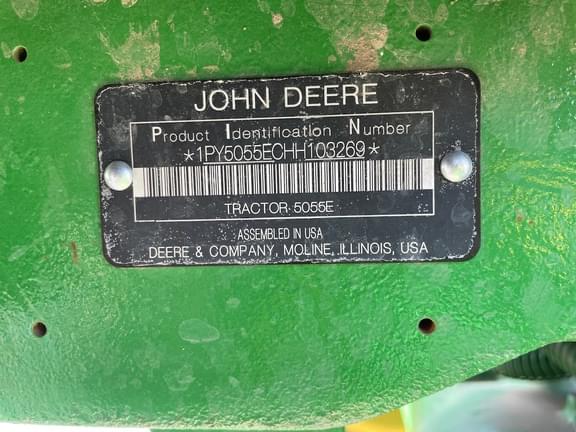 JOHN DEERE
Product Identification Number
*1PY5055ECHH103269*
TRACTOR 5055E
ASSEMBLED IN USA
DEERE & COMPANY, MOLINE, ILLINOIS, USA